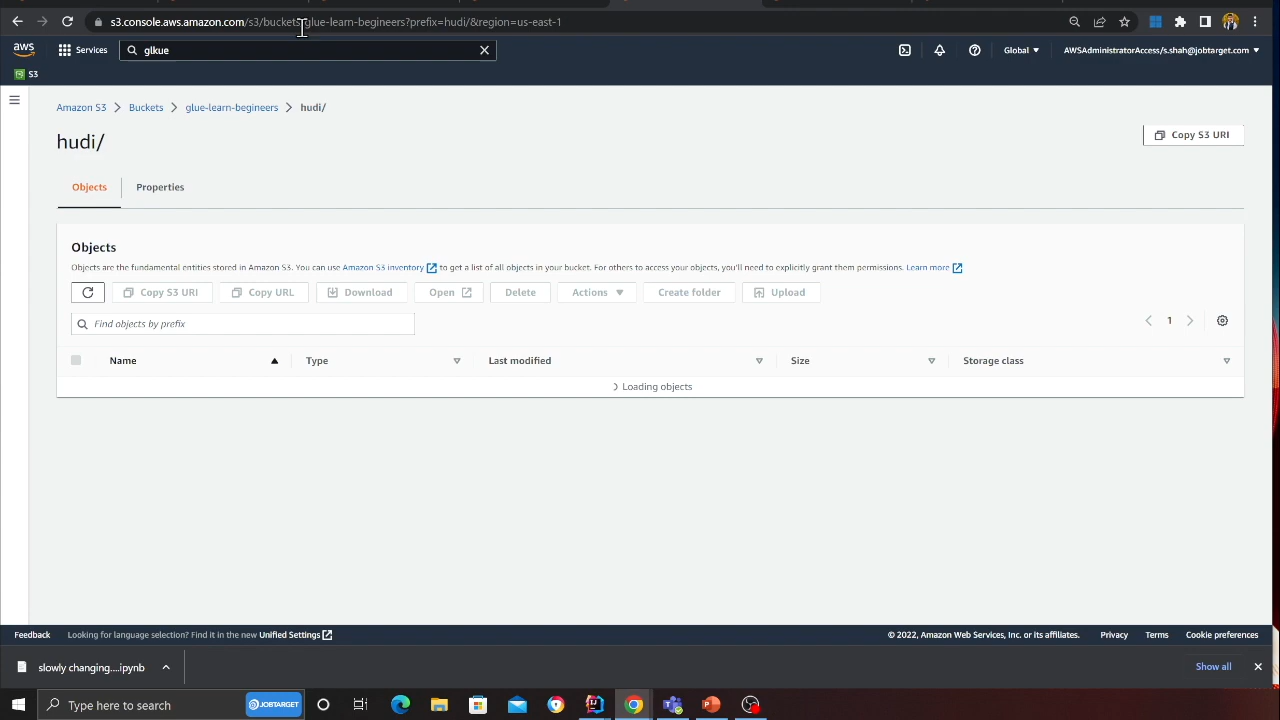 s3.console.aws.amazon.com/s3/buckets/glue-learn-begineers?prefix=hudi/&region=us-east-1
aws
Services
glkue
Global
AWSAdministratorAccess/s.shah@jobtarget.com
S3
Amazon S3
Buckets
glue-learn-begineers
hudi/
hudi/
Copy S3 URI
Objects
Properties
Objects
Objects are the fundamental entities stored in Amazon S3. You can use Amazon S3 inventory to get a list of all objects in your bucket. For others to access your objects, you'll need to explicitly grant them permissions. Learn more
Copy S3 URI
Copy URL
Download
Open
Delete
Actions
Create folder
Upload
Find objects by prefix
1
Name
Type
Last modified
Size
Storage class
Loading objects
Feedback
Looking for language selection? Find it in the new Unified Settings
© 2022, Amazon Web Services, Inc. or its affiliates.
Privacy
Terms
Cookie preferences
slowly changing....ipynb
Show all
Type here to search
JOBTARGET